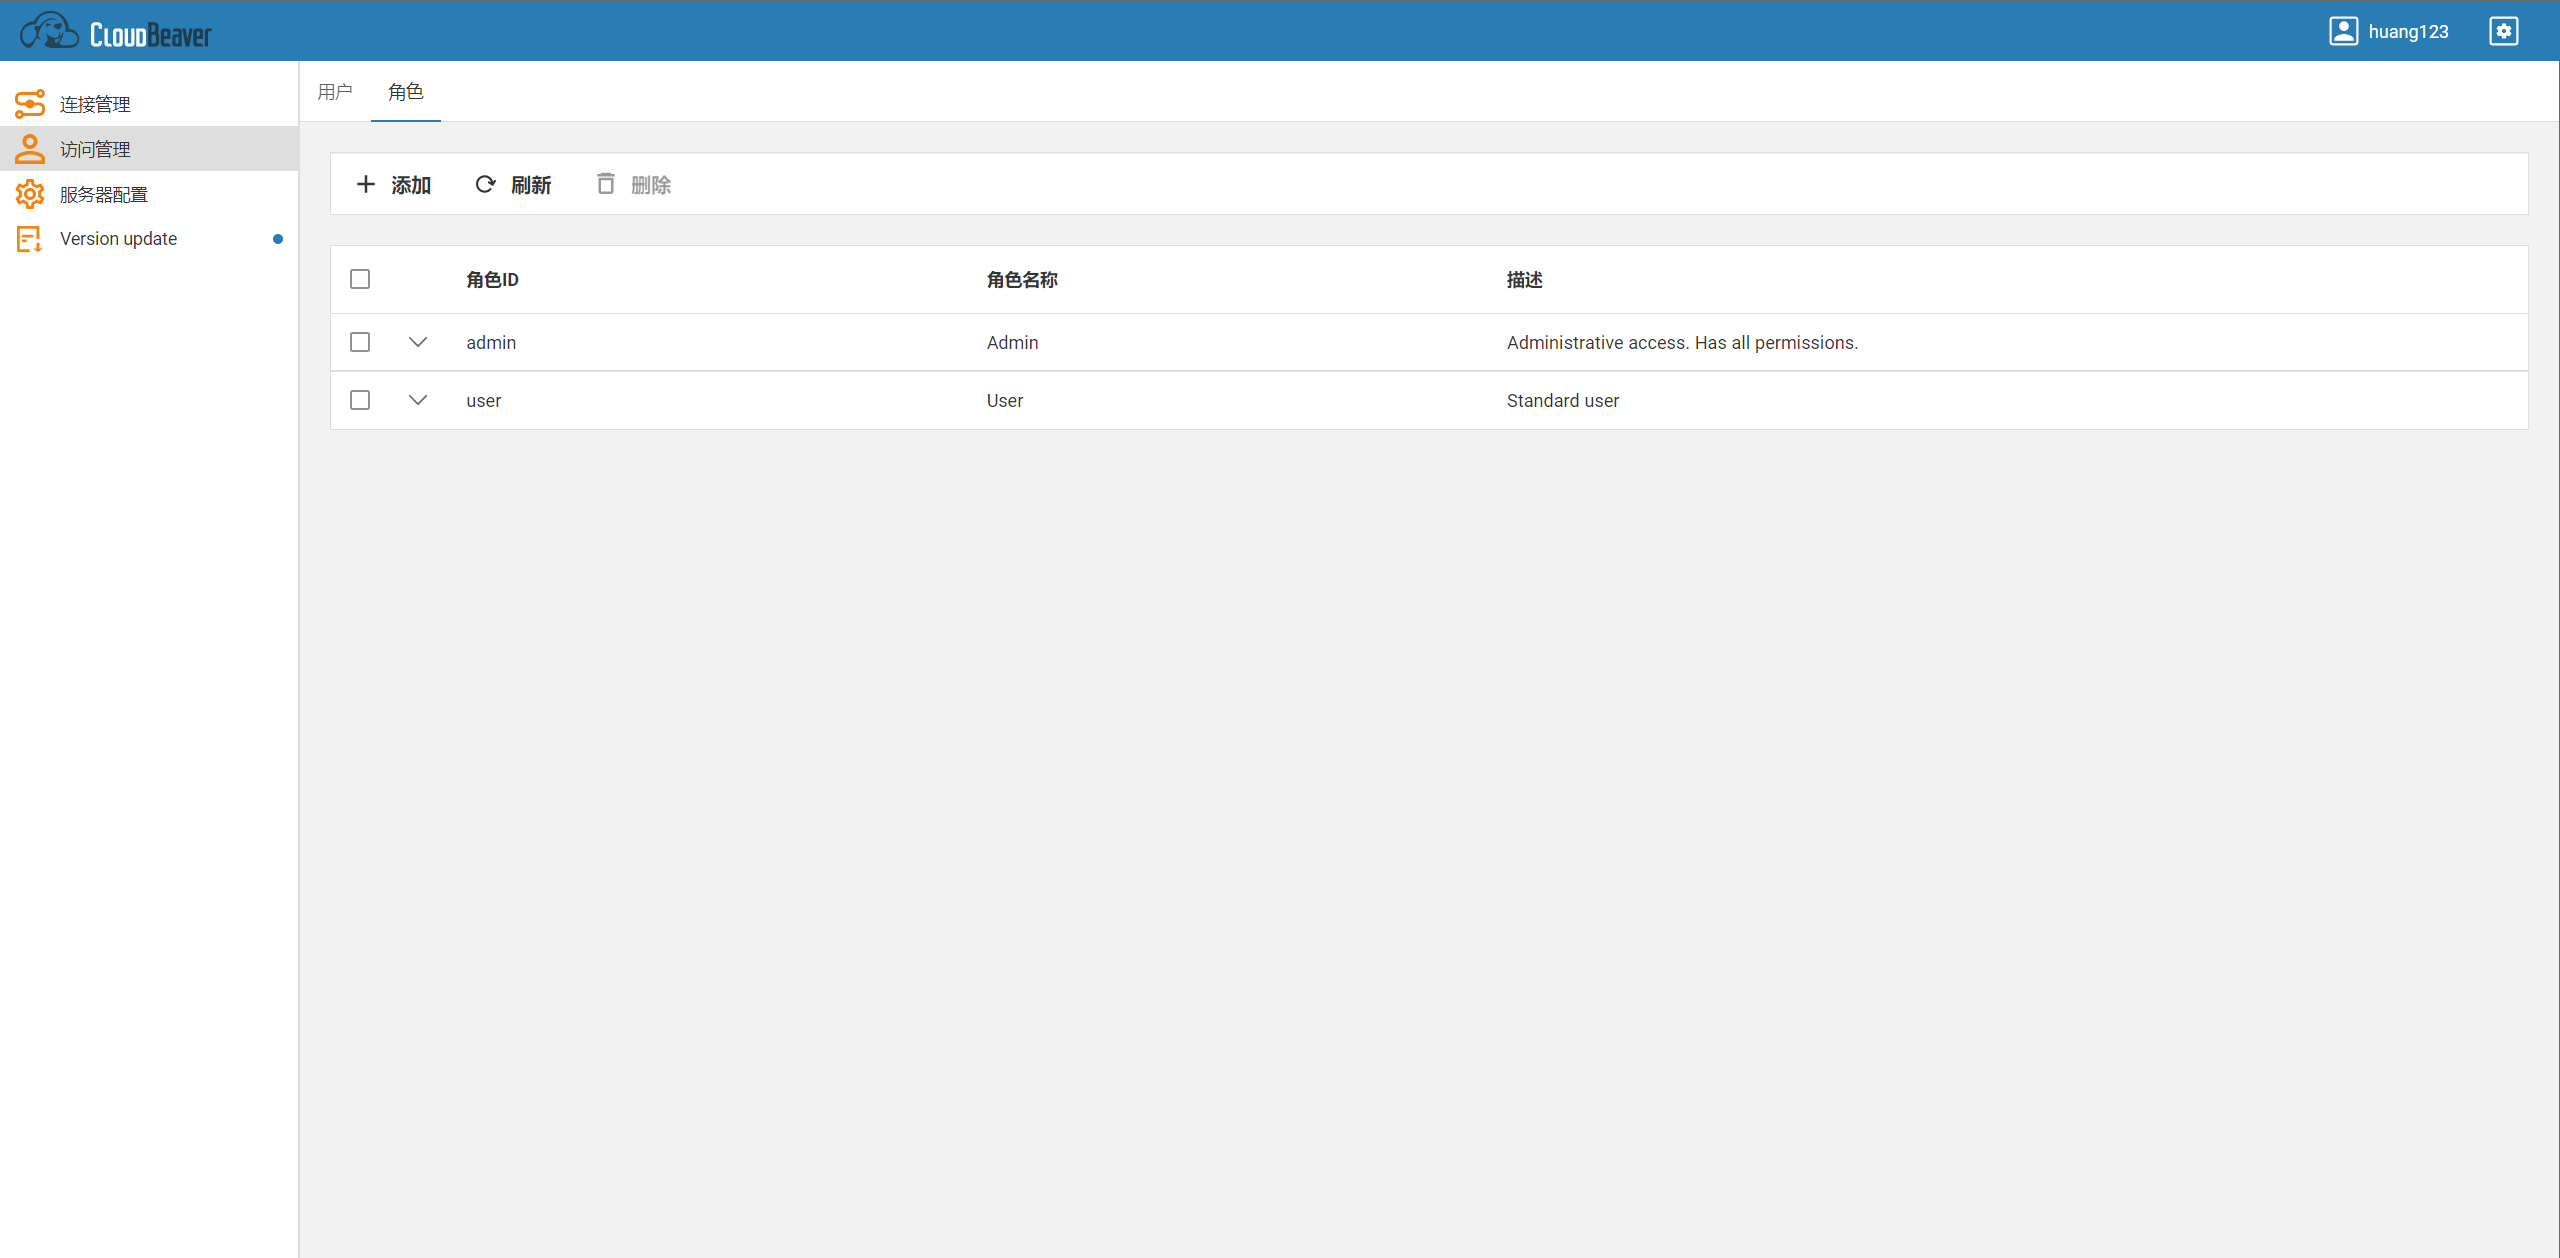 CloudBeaver
huang123
连接管理
访问管理
服务器配置
Version update
用户 角色
添加 刷新 删除
角色ID 角色名称 描述
admin Admin Administrative access. Has all permissions.
user User Standard user